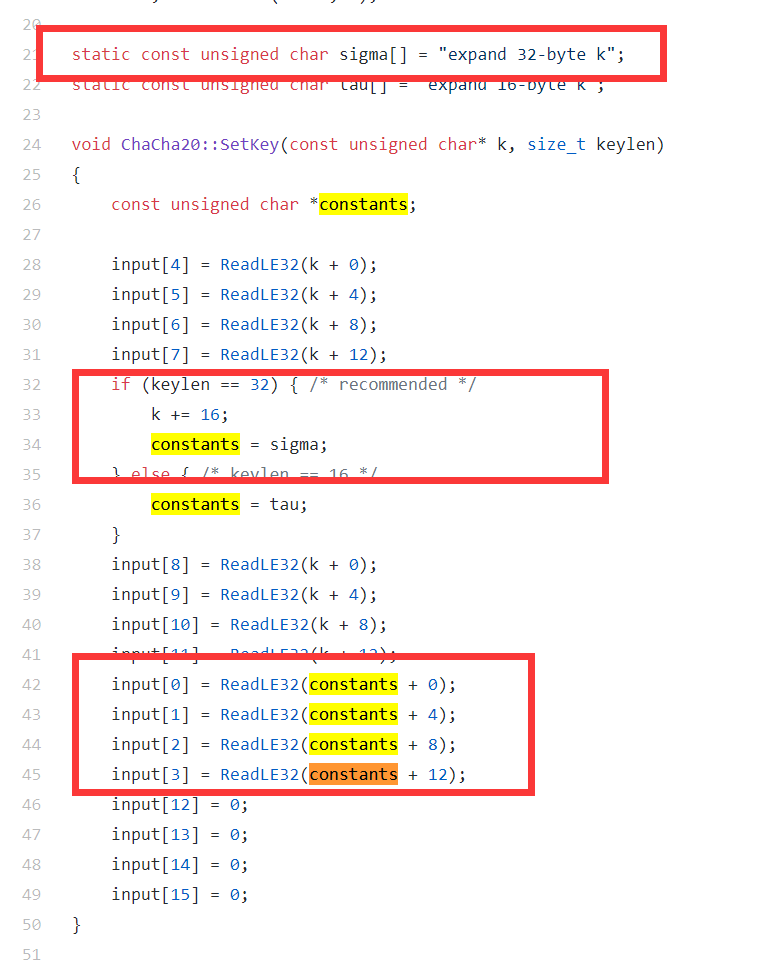 20
21 static const unsigned char sigma[] = "expand 32-byte k";
22 static const unsigned char tau[] = "expand 16-byte k";
23
24 void ChaCha20::SetKey(const unsigned char* k, size_t keylen)
25 {
26 const unsigned char *constants;
27
28 input[4] = ReadLE32(k + 0);
29 input[5] = ReadLE32(k + 4);
30 input[6] = ReadLE32(k + 8);
31 input[7] = ReadLE32(k + 12);
32 if (keylen == 32) { /* recommended */
33 k += 16;
34 constants = sigma;
35 } else { /* keylen == 16 */
36 constants = tau;
37 }
38 input[8] = ReadLE32(k + 0);
39 input[9] = ReadLE32(k + 4);
40 input[10] = ReadLE32(k + 8);
41 input[11] = ReadLE32(k + 12);
42 input[0] = ReadLE32(constants + 0);
43 input[1] = ReadLE32(constants + 4);
44 input[2] = ReadLE32(constants + 8);
45 input[3] = ReadLE32(constants + 12);
46 input[12] = 0;
47 input[13] = 0;
48 input[14] = 0;
49 input[15] = 0;
50 }
51